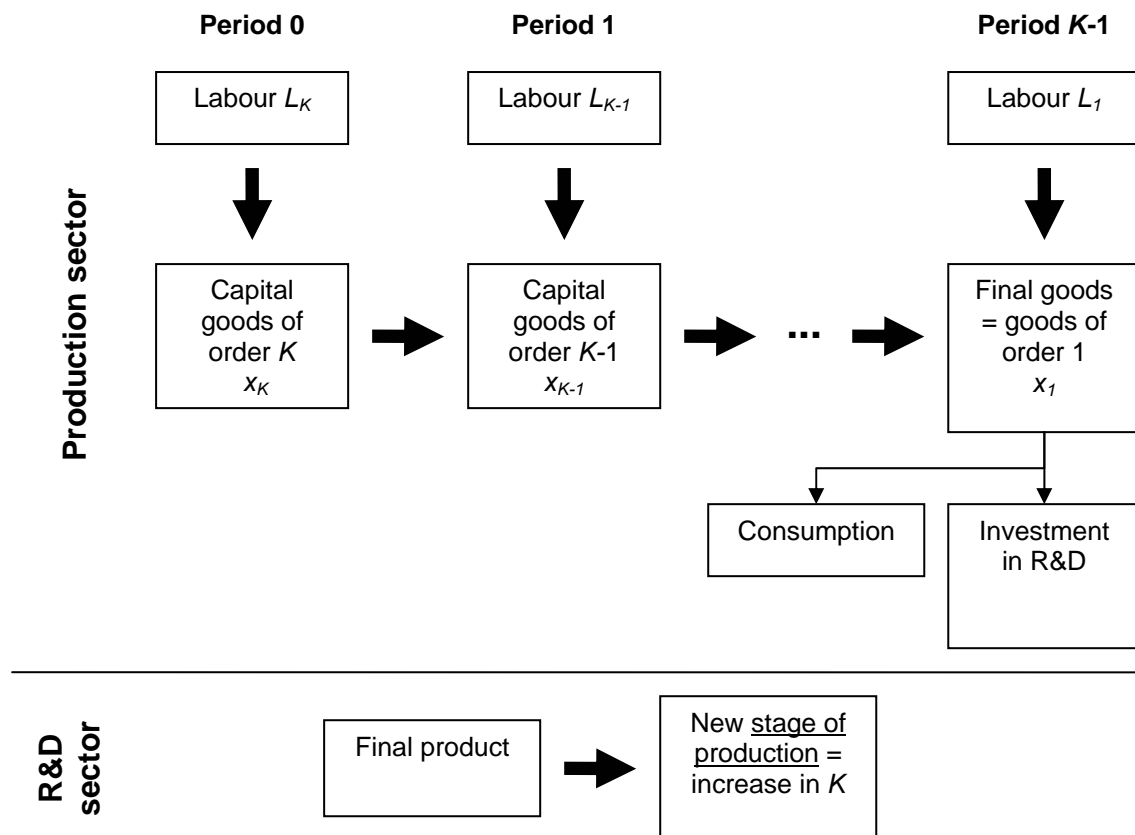 Period 0
Period 1
Period K-1
Production sector
Labour L_K
Labour L_{K-1}
Labour L_1
Capital
goods of
order K
x_K
Capital
goods of
order K-1
x_{K-1}
...
Final goods
= goods of
order 1
x_1
Consumption
Investment
in R&D
R&D
sector
Final product
New stage of
production =
increase in K